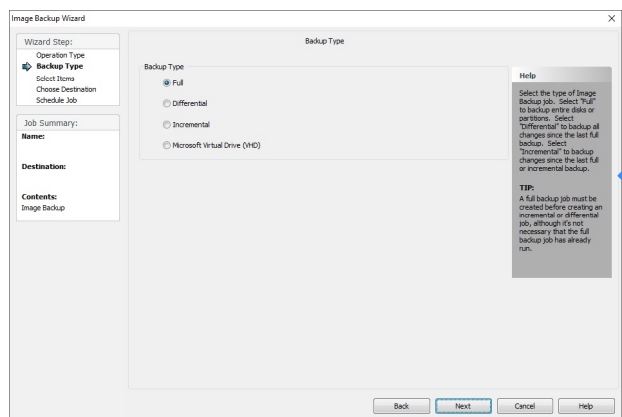 Image Backup Wizard
Wizard Step:
Operation Type
Backup Type
Select Items
Choose Destination
Schedule Job
Job Summary:
Name:
Destination:
Contents:
Image Backup
Backup Type
Backup Type
Full
Differential
Incremental
Microsoft Virtual Drive (VHD)
Help
Select the type of Image
Backup job. Select "Full"
to backup entire disks or
partitions. Select
"Differential" to backup all
changes since the last full
backup. Select
"Incremental" to backup
changes since the last full
or incremental backup.
TIP:
A full backup job must be
created before creating an
incremental or differential
job, although it's not
necessary that the full
backup job has already
run.
Back
Next
Cancel
Help